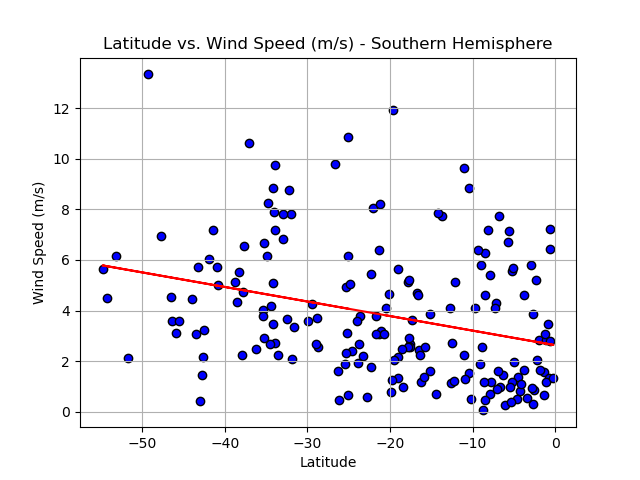 Latitude vs. Wind Speed (m/s) - Southern Hemisphere
12
10
8
6
4
2
0
Wind Speed (m/s)
−50 −40 −30 −20 −10 0
Latitude